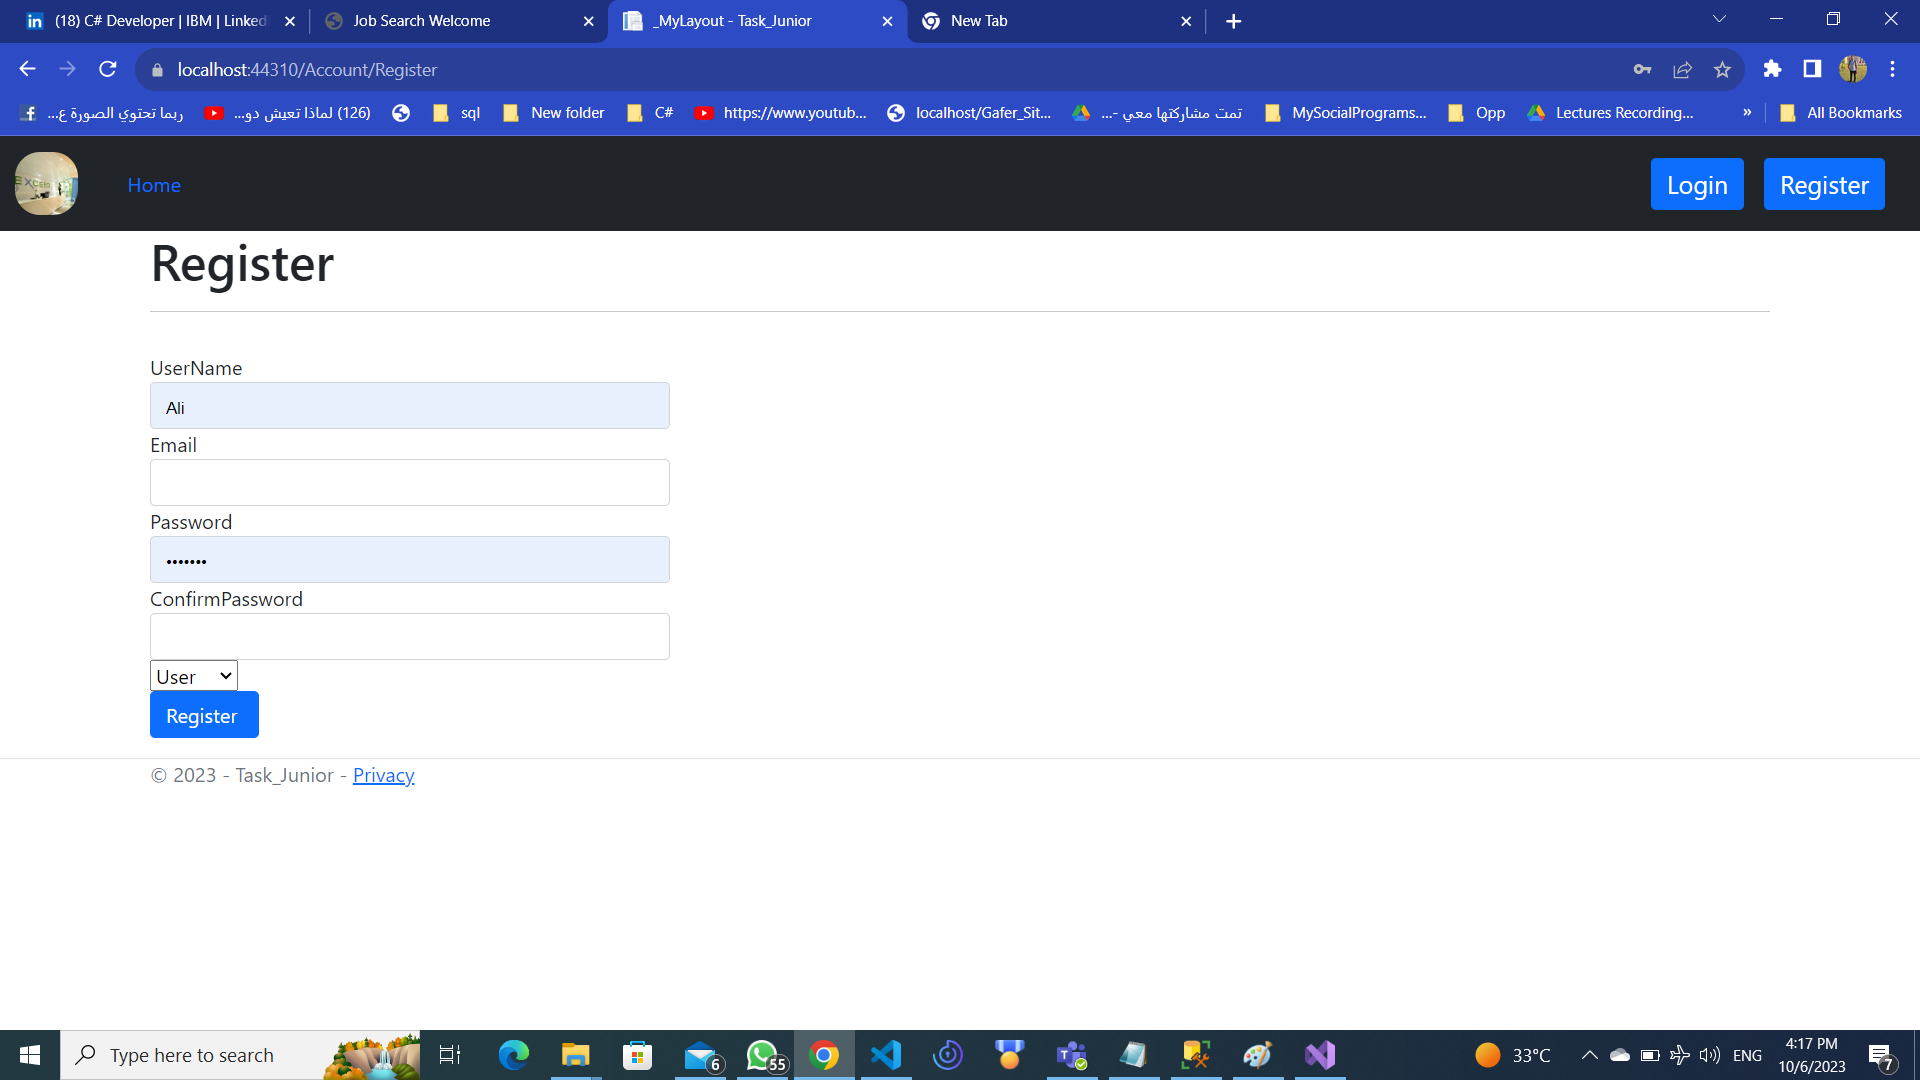 (18) C# Developer | IBM | Linked
Job Search Welcome
_MyLayout - Task_Junior
New Tab
localhost:44310/Account/Register
ربما تحتوي الصورة ع...
(126) لماذا تعيش دو...
sql
New folder
C#
https://www.youtub...
localhost/Gafer_Sit...
تمت مشاركتها معي -...
MySocialPrograms...
Opp
Lectures Recording...
»
All Bookmarks
Home
Login
Register
Register
UserName
Ali
Email
Password
•••••••
ConfirmPassword
User
Register
© 2023 - Task_Junior - Privacy
Type here to search
6
55
33°C
ENG
4:17 PM
10/6/2023
7